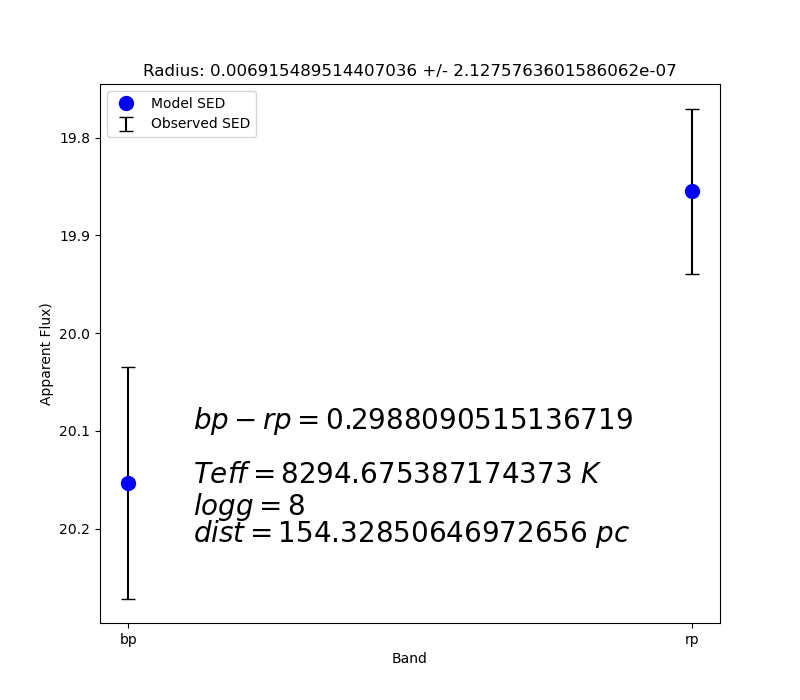 Radius: 0.006915489514407036 +/- 2.1275763601586062e-07
Model SED
Observed SED
19.8
19.9
20.0
20.1
20.2
Apparent Flux)
bp − rp = 0.2988090515136719
Teff = 8294.675387174373 K
logg = 8
dist = 154.32850646972656 pc
bp
rp
Band